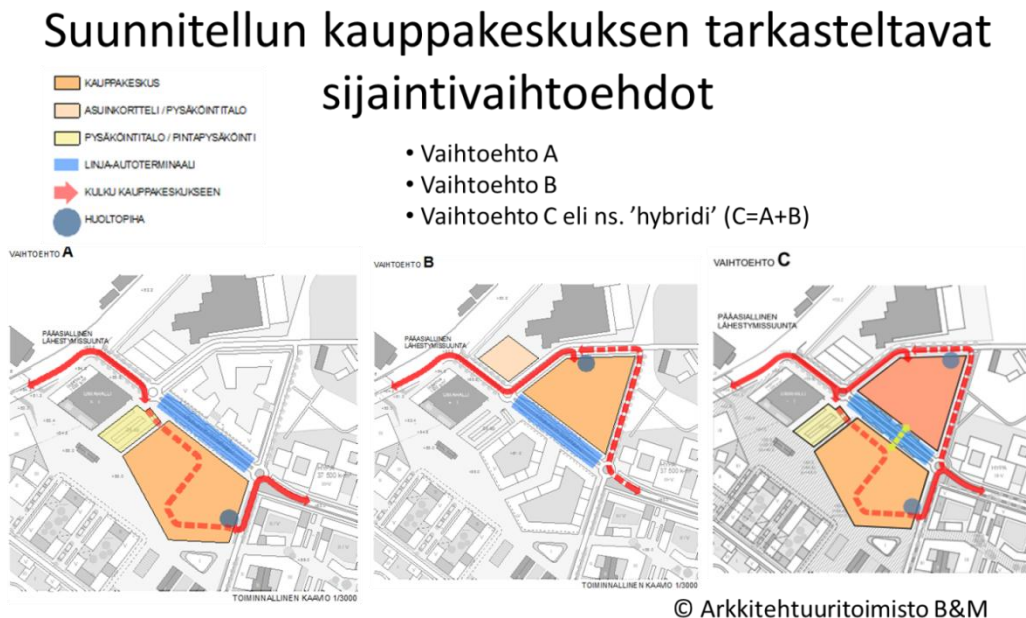 Suunnitellun kauppakeskuksen tarkasteltavat
sijaintivaihtoehdot
KAUPPAKESKUS
ASUINKORTTELI / PYSÄKÖINTITALO
PYSÄKÖINTITALO / PINTAPYSÄKÖINTI
LINJA-AUTOTERMINAALI
KULKU KAUPPAKESKUKSEEN
HUOLTOPIHA
• Vaihtoehto A
• Vaihtoehto B
• Vaihtoehto C eli ns. ’hybridi’ (C=A+B)
VAIHTOEHTO A
PÄÄASIALLINEN
LÄHESTYMISSUUNTA
TOIMINNALLINEN KAAVIO 1/3000
VAIHTOEHTO B
PÄÄASIALLINEN
LÄHESTYMISSUUNTA
TOIMINNALLINEN KAAVIO 1/3000
VAIHTOEHTO C
PÄÄASIALLINEN
LÄHESTYMISSUUNTA
© Arkkitehtuuritoimisto B&M